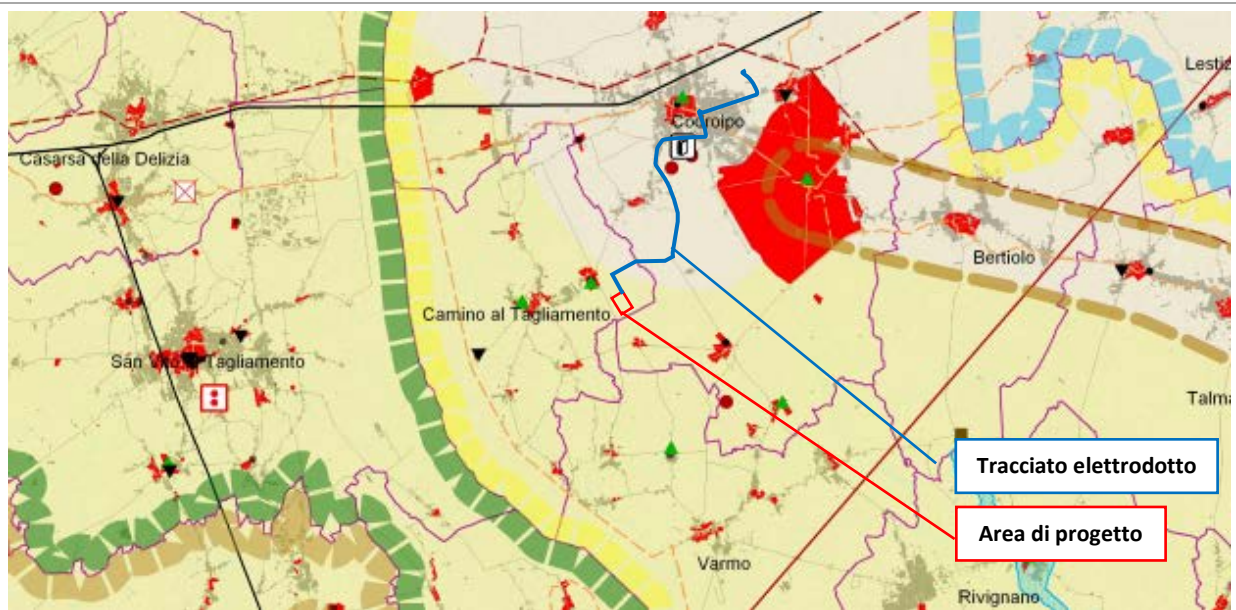 Lestiz
Codroipo
Casarsa della Delizia
Bertiolo
Camino al Tagliamento
San Vito al Tagliamento
Talma
Tracciato elettrodotto
Area di progetto
Varmo
Rivignano